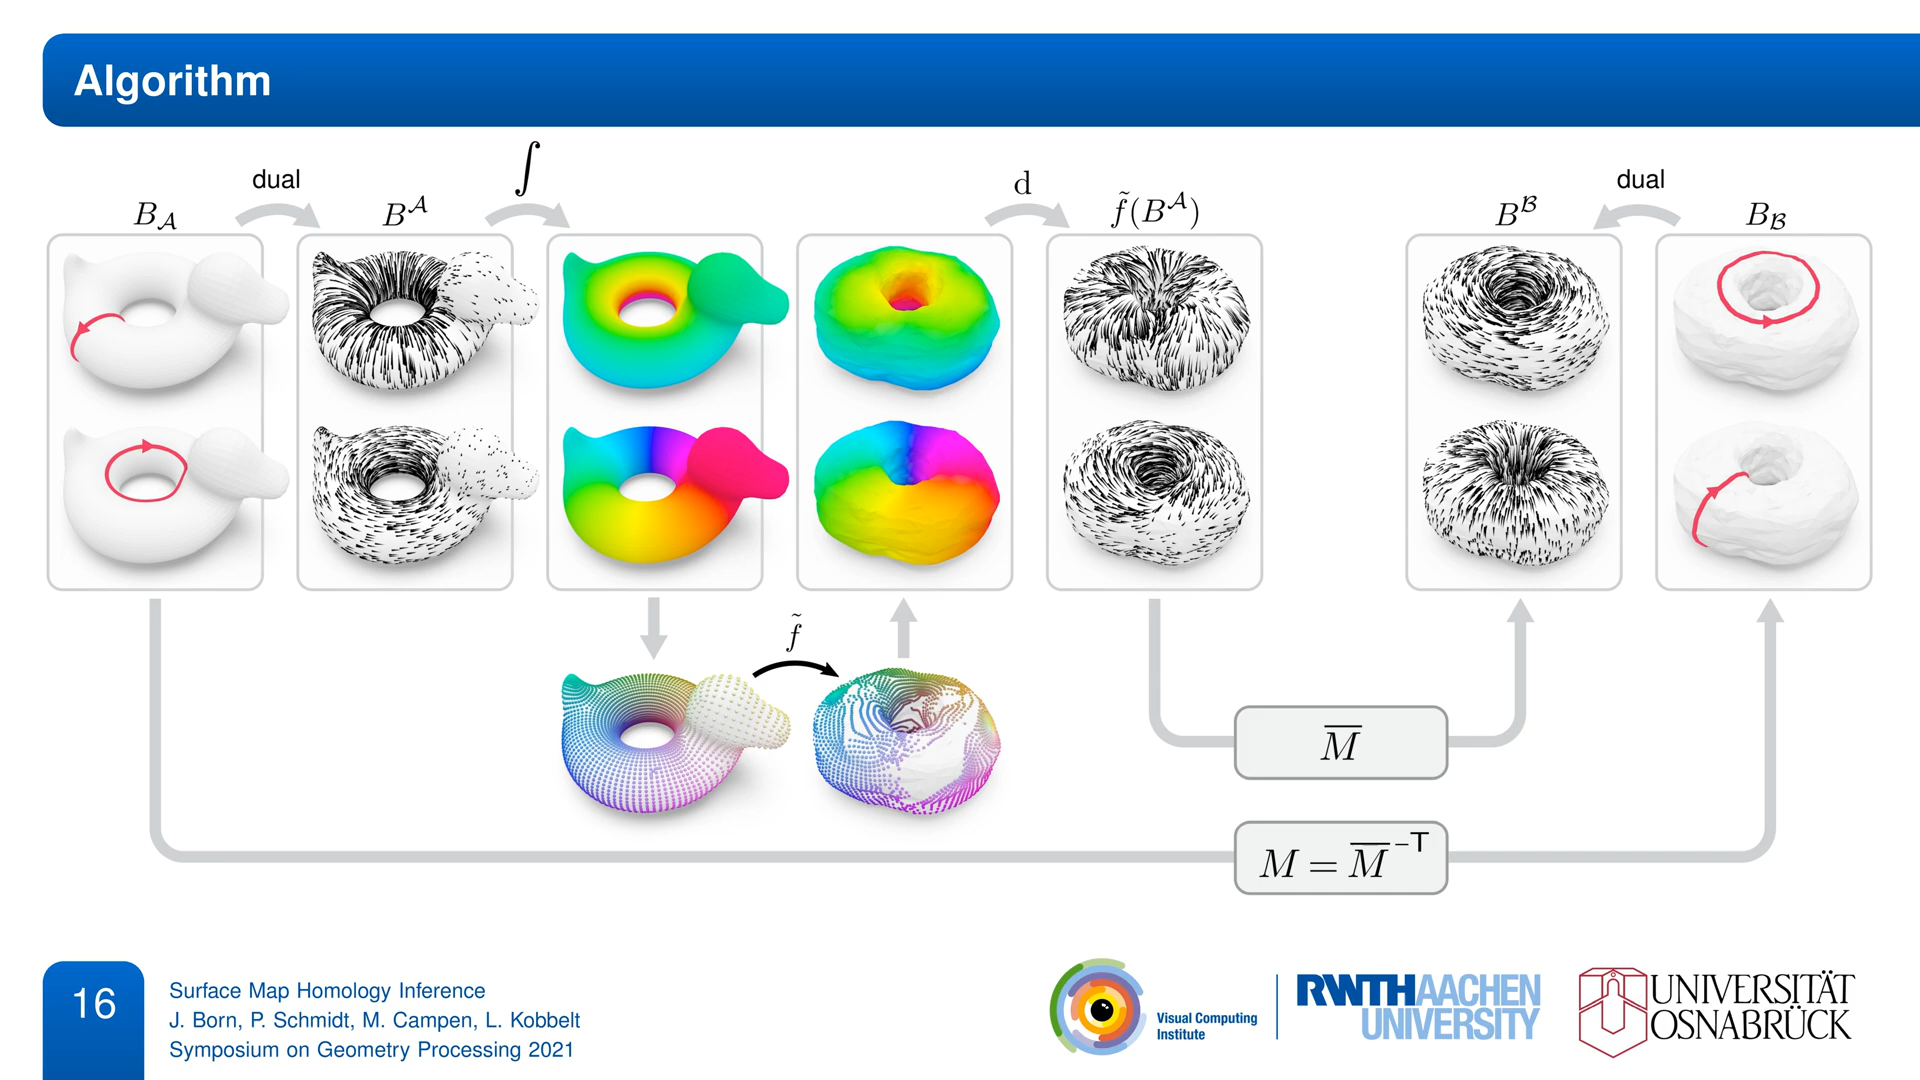 Algorithm
dual
∫
d
dual
B_𝒜
B^𝒜
f̃(B^𝒜)
B^ℬ
B_ℬ
f̃
M̅
M = M̅^{-T}
16
Surface Map Homology Inference
J. Born, P. Schmidt, M. Campen, L. Kobbelt
Symposium on Geometry Processing 2021
Visual Computing
Institute
RWTHAACHEN
UNIVERSITY
UNIVERSITÄT
OSNABRÜCK